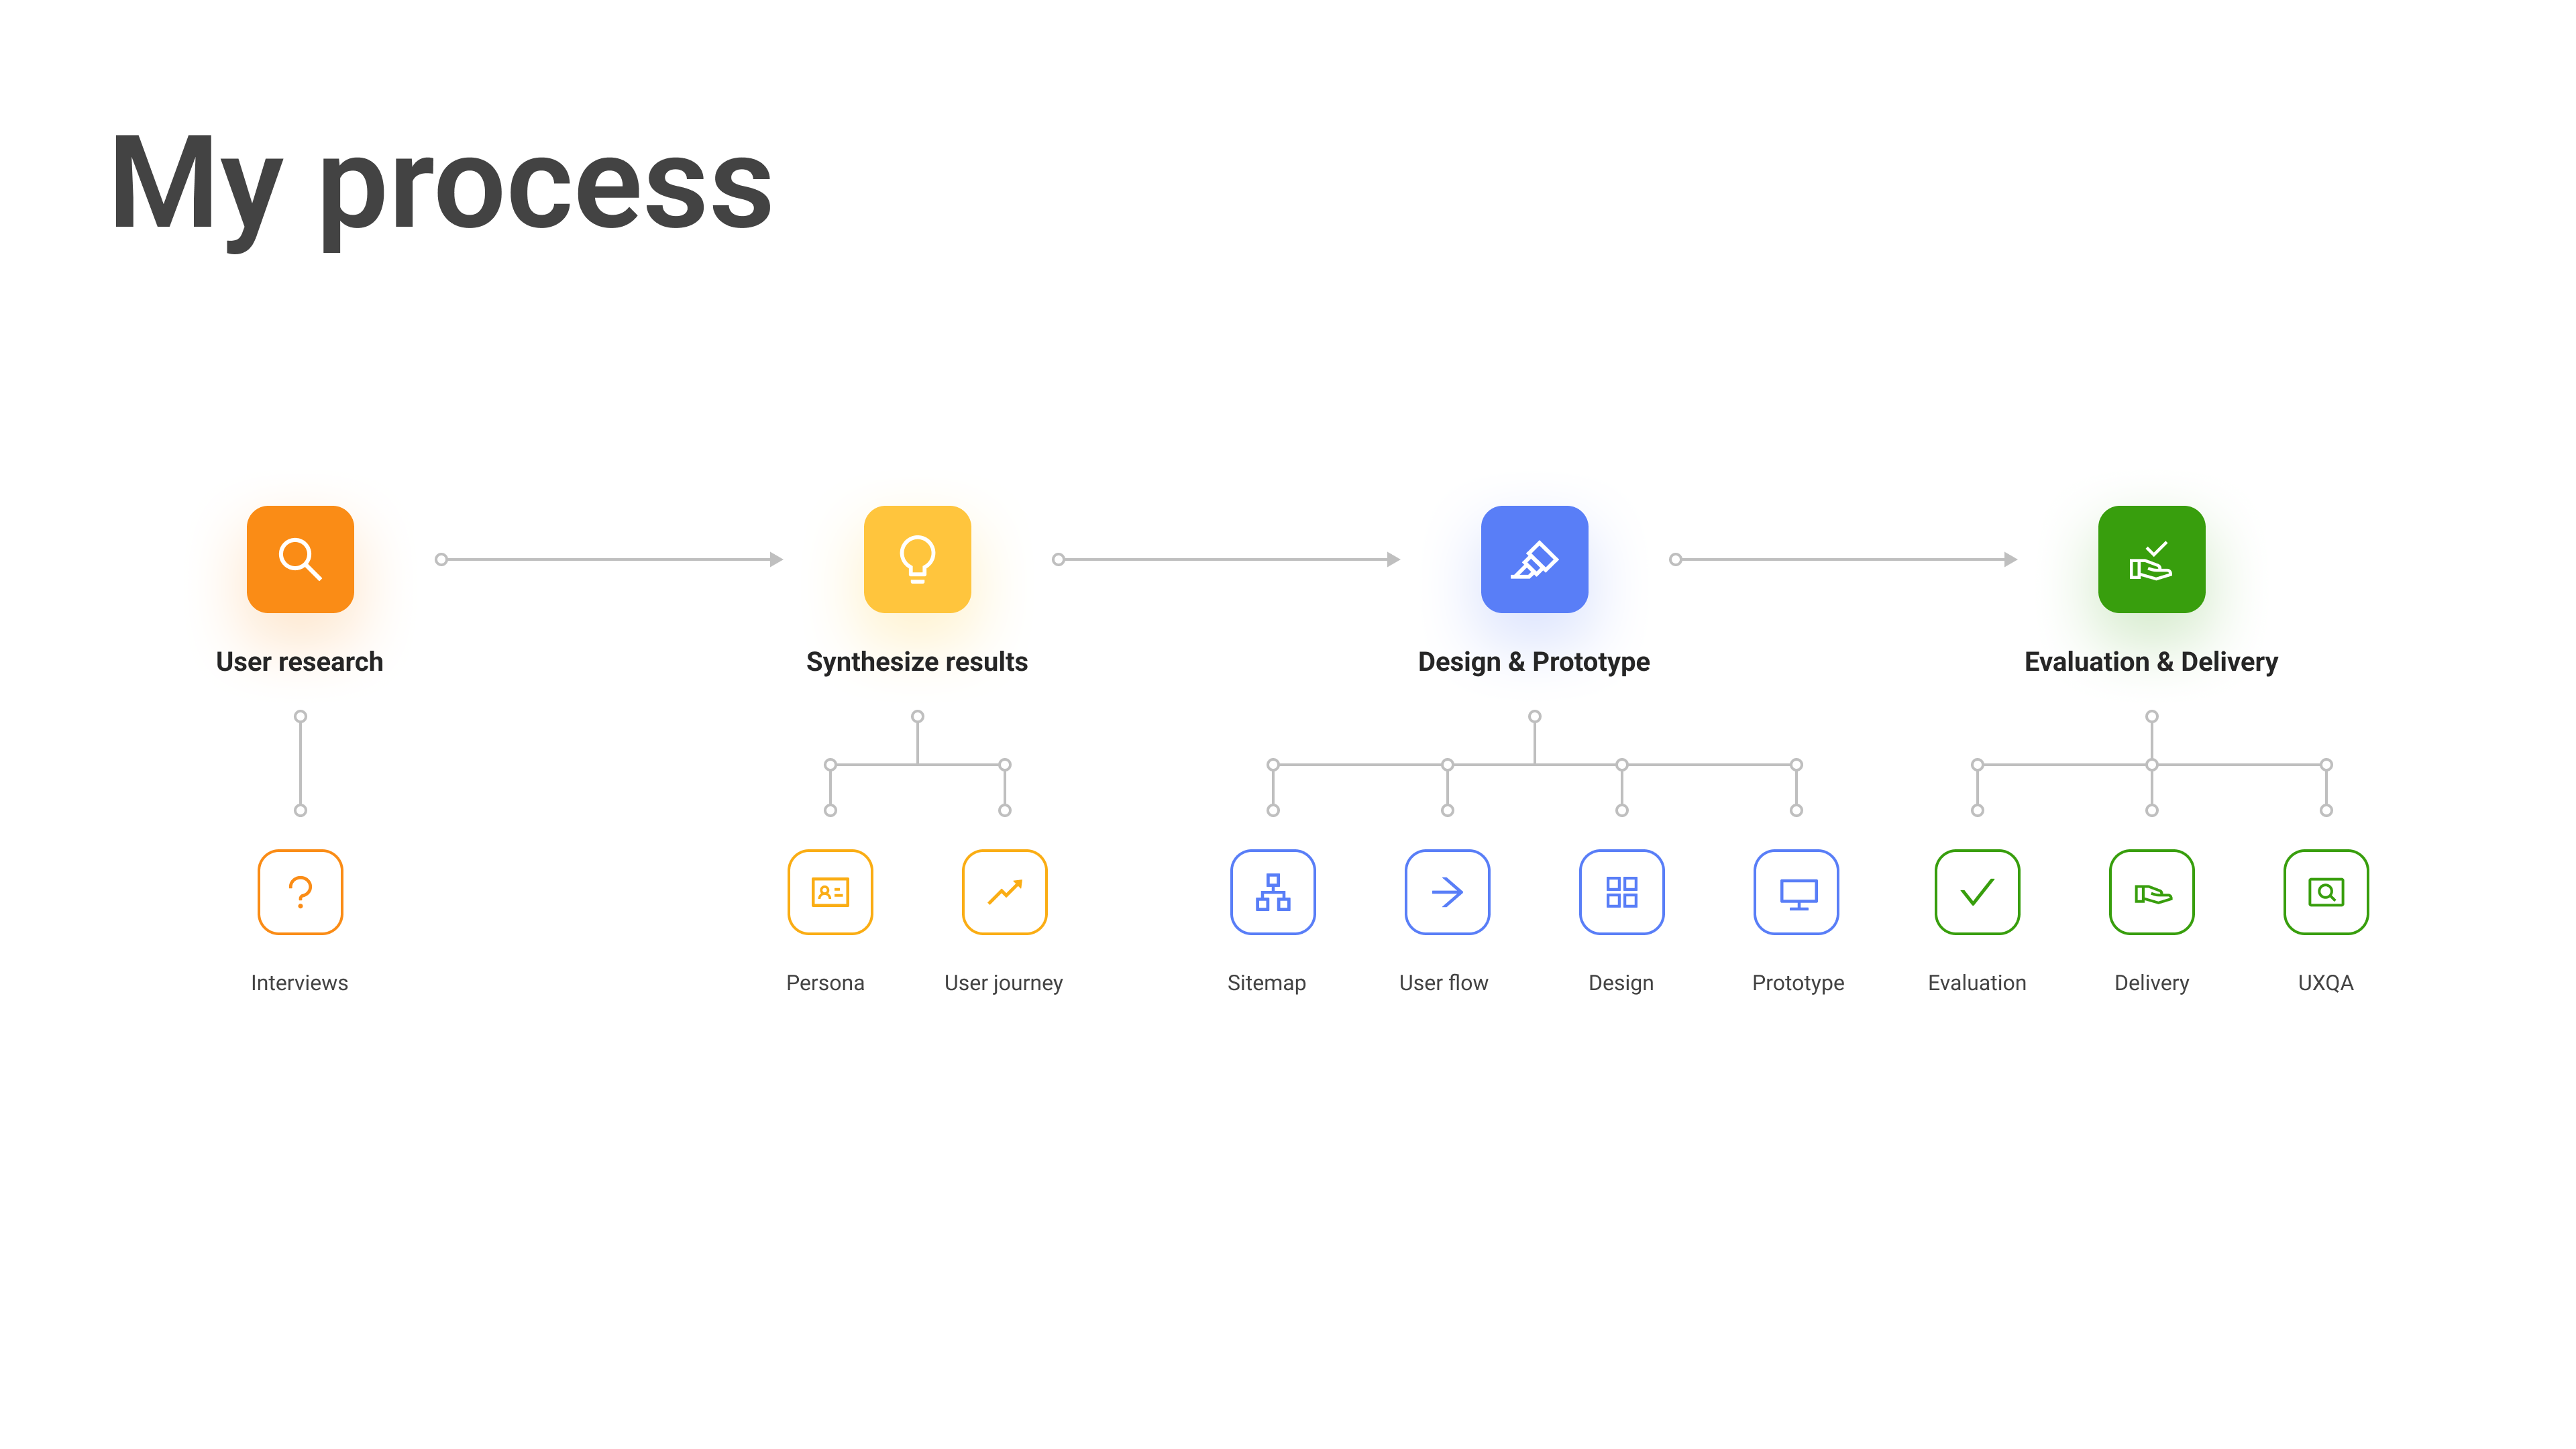 My process
User research
Synthesize results
Design & Prototype
Evaluation & Delivery
Interviews
Persona
User journey
Sitemap
User flow
Design
Prototype
Evaluation
Delivery
UXQA